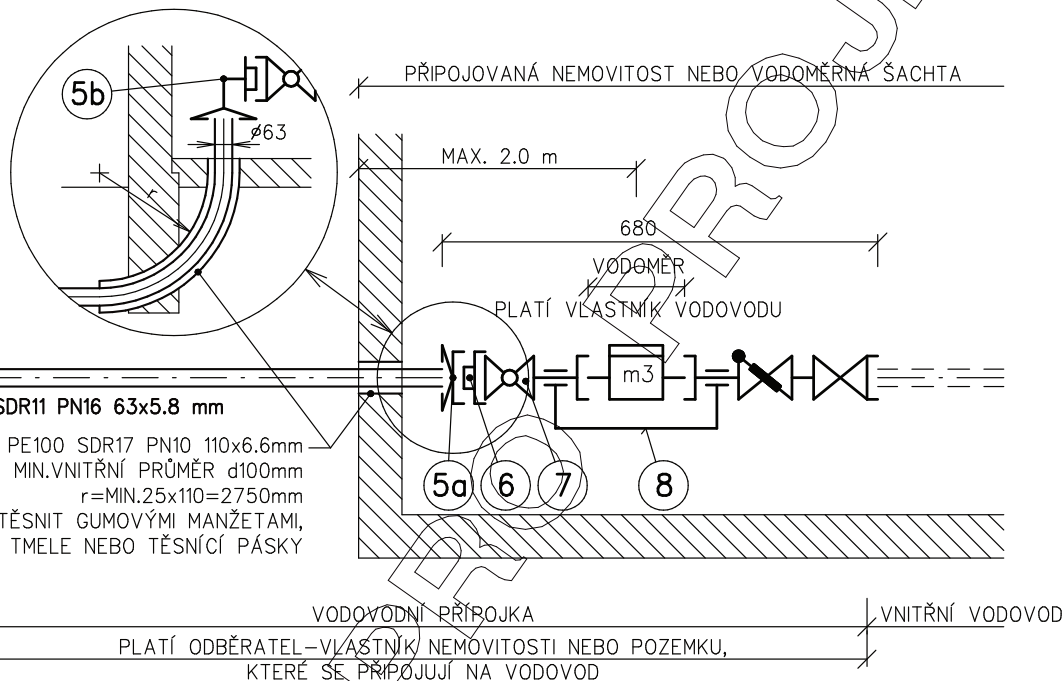 5b
PŘIPOJOVANÁ NEMOVITOST NEBO VODOMĚRNÁ ŠACHTA
ø63
MAX. 2.0 m
r
680
VODOMĚR
PLATÍ VLASTNÍK VODOVODU
m3
SDR11 PN16 63x5.8 mm
PE100 SDR17 PN10 110x6.6mm
MIN.VNITŘNÍ PRŮMĚR d100mm
r=MIN.25x110=2750mm
TĚSNIT GUMOVÝMI MANŽETAMI,
TMELE NEBO TĚSNÍCÍ PÁSKY
5a 6 7 8
VODOVODNÍ PŘÍPOJKA
VNITŘNÍ VODOVOD
PLATÍ ODBĚRATEL-VLASTNÍK NEMOVITOSTI NEBO POZEMKU,
KTERÉ SE PŘIPOJUJÍ NA VODOVOD